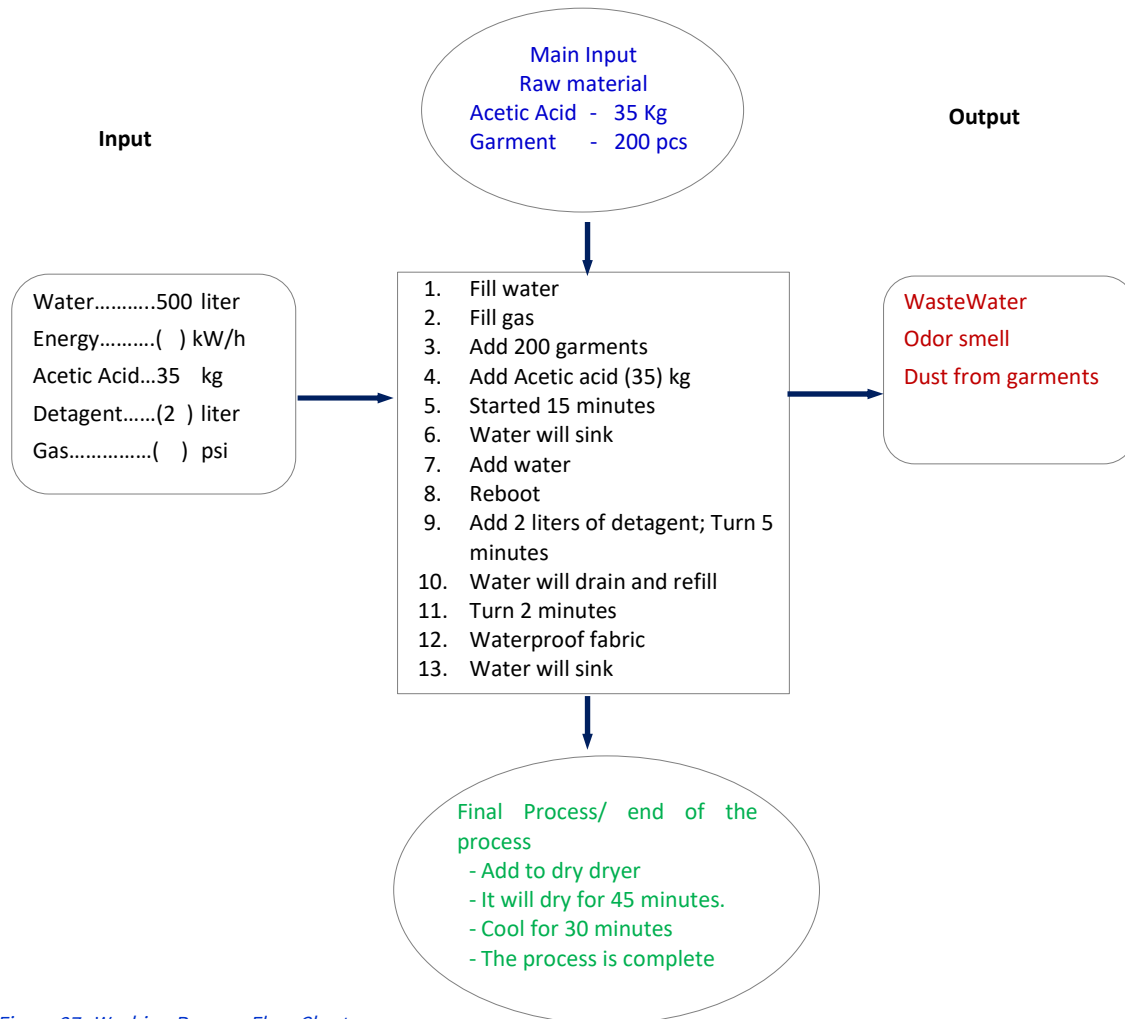 Main Input
Raw material
Acetic Acid - 35 Kg
Garment - 200 pcs
Input
Output
Water………..500 liter
Energy……….( ) kW/h
Acetic Acid…35 kg
Detagent……(2 ) liter
Gas……………( ) psi
1. Fill water
2. Fill gas
3. Add 200 garments
4. Add Acetic acid (35) kg
5. Started 15 minutes
6. Water will sink
7. Add water
8. Reboot
9. Add 2 liters of detagent; Turn 5
minutes
10. Water will drain and refill
11. Turn 2 minutes
12. Waterproof fabric
13. Water will sink
WasteWater
Odor smell
Dust from garments
Final Process/ end of the
process
- Add to dry dryer
- It will dry for 45 minutes.
- Cool for 30 minutes
- The process is complete